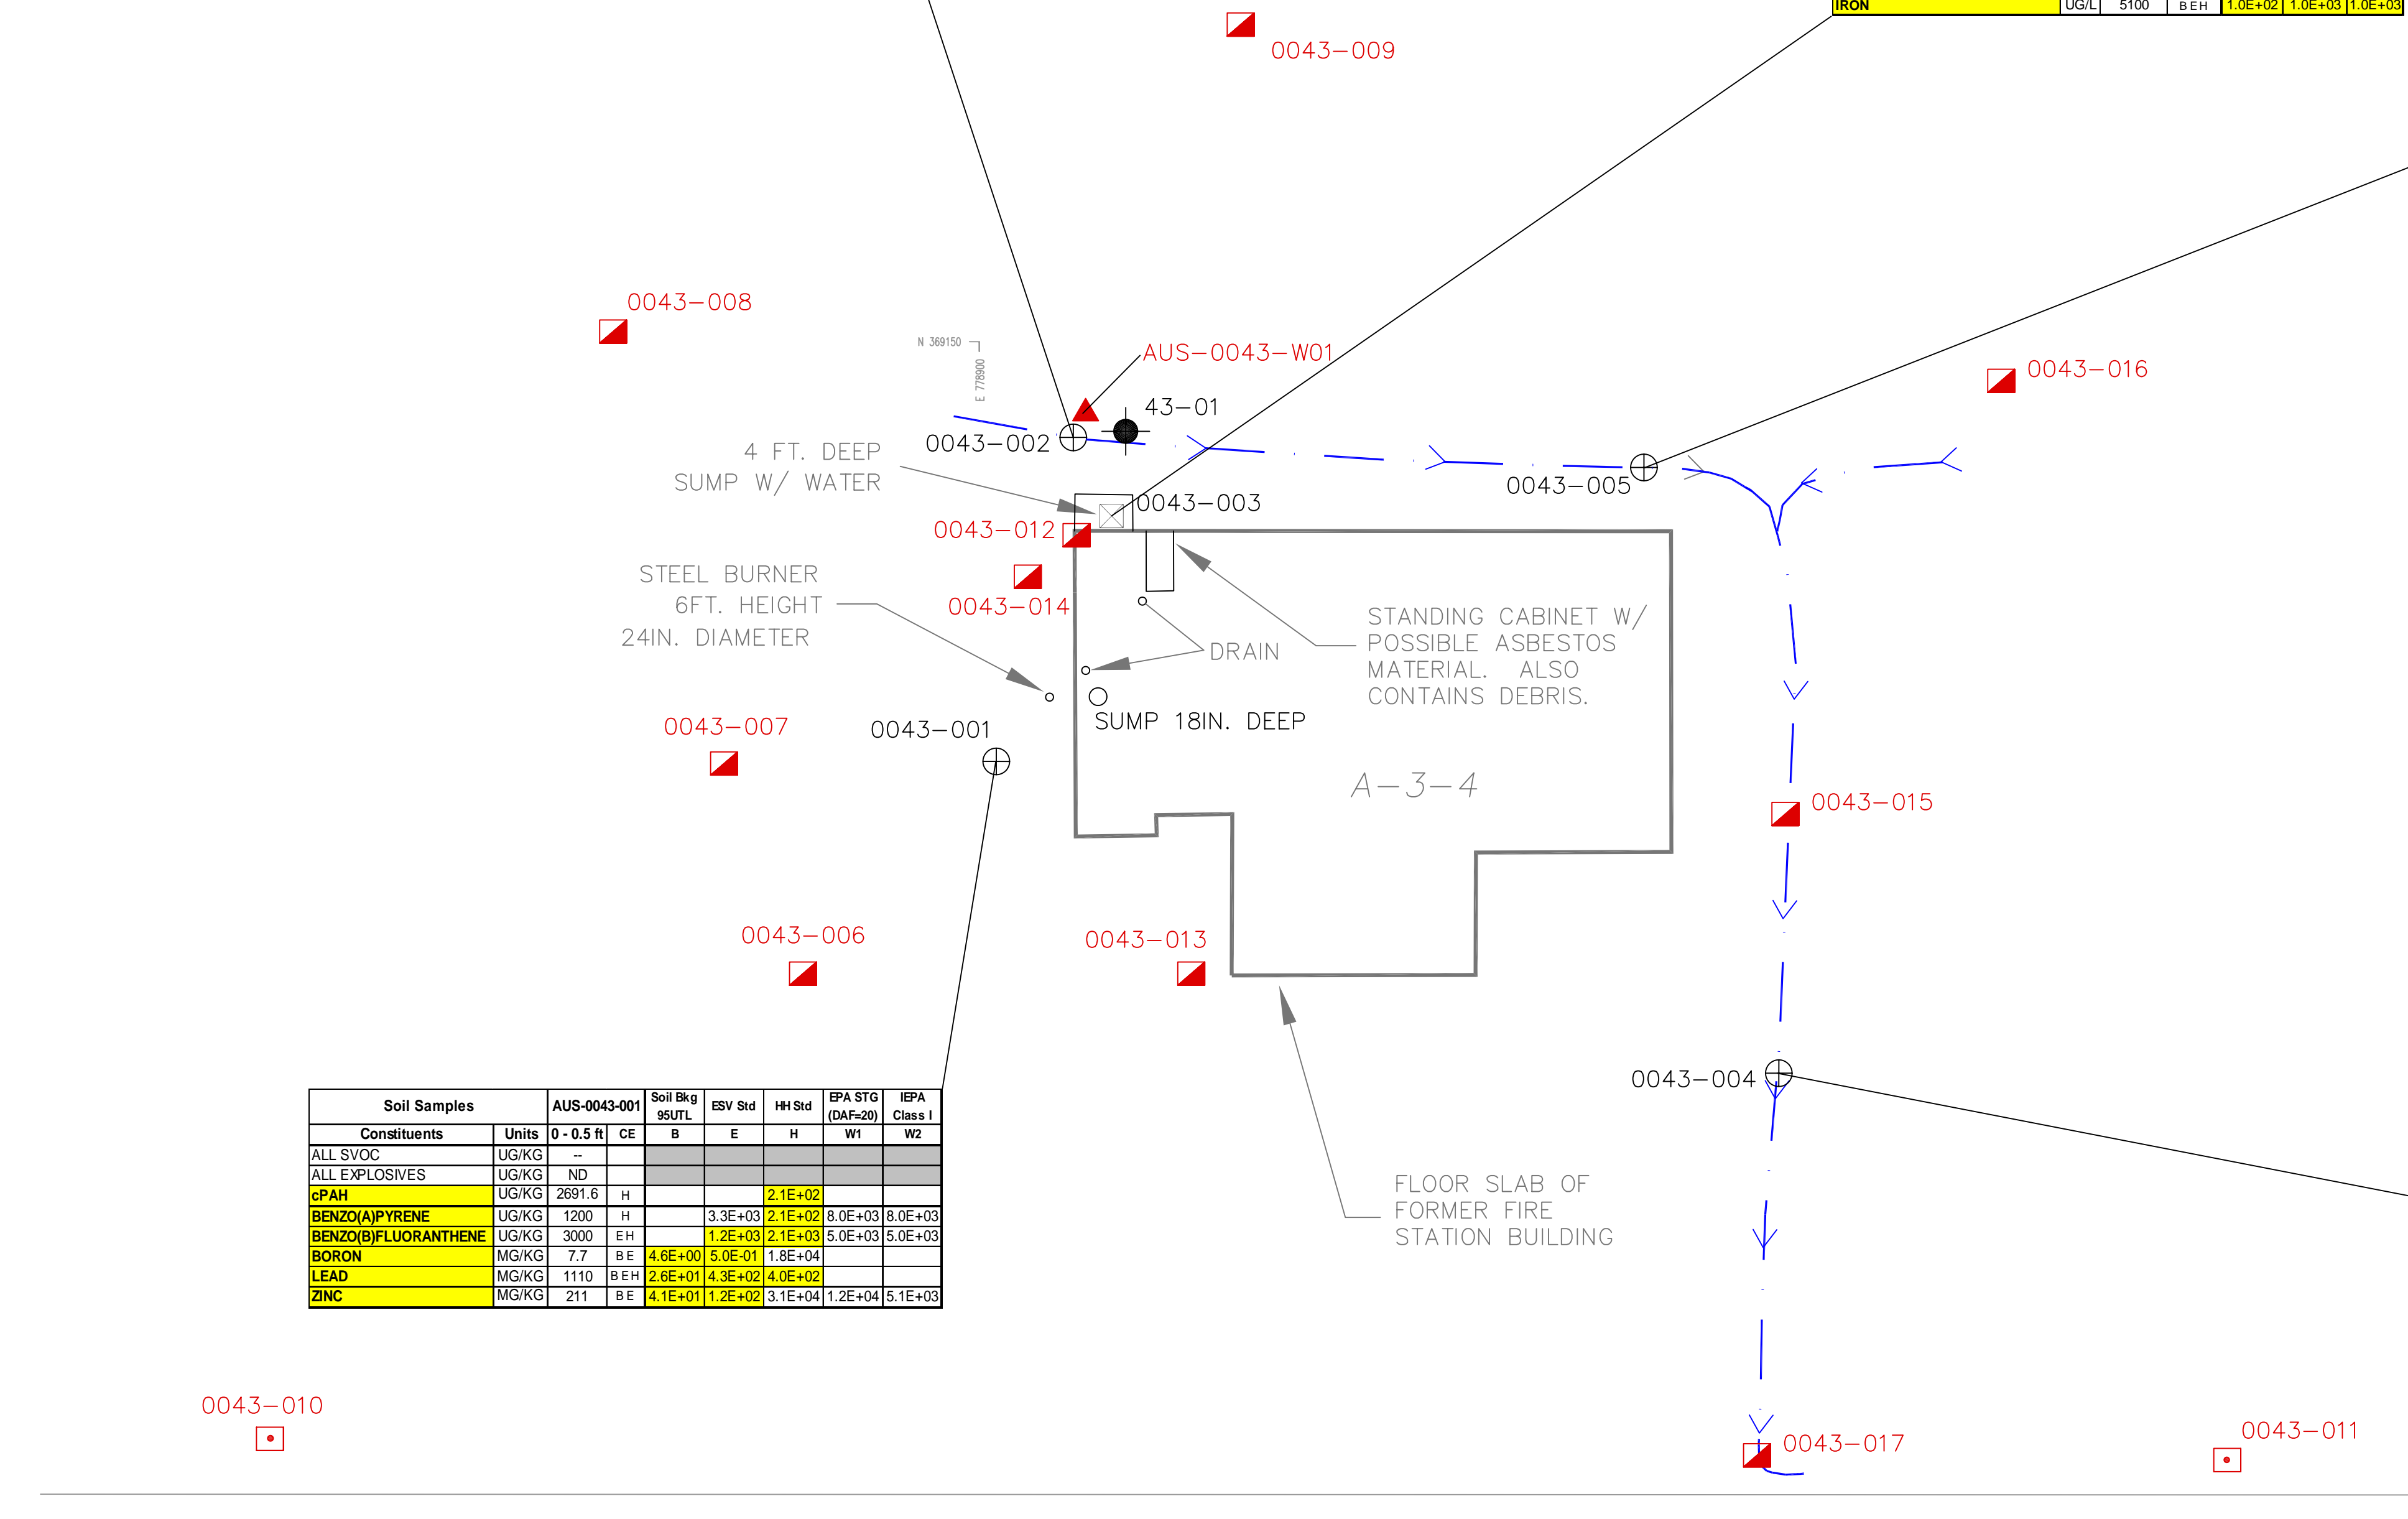 IRON UG/L 5100 B E H 1.0E+02 1.0E+03 1.0E+03
0043-009
0043-008
N 369150
E 778900
AUS-0043-W01
0043-016
43-01
0043-002
4 FT. DEEP
SUMP W/ WATER
0043-005
0043-003
0043-012
STEEL BURNER
6FT. HEIGHT
24IN. DIAMETER
0043-014
DRAIN
STANDING CABINET W/
POSSIBLE ASBESTOS
MATERIAL. ALSO
CONTAINS DEBRIS.
0043-007
0043-001
SUMP 18IN. DEEP
A-3-4
0043-015
0043-006
0043-013
0043-004
Soil Samples AUS-0043-001 Soil Bkg 95UTL ESV Std HH Std EPA STG (DAF=20) IEPA Class I
Constituents Units 0 - 0.5 ft CE B E H W1 W2
ALL SVOC UG/KG --
ALL EXPLOSIVES UG/KG ND
cPAH UG/KG 2691.6 H 2.1E+02
BENZO(A)PYRENE UG/KG 1200 H 3.3E+03 2.1E+02 8.0E+03 8.0E+03
BENZO(B)FLUORANTHENE UG/KG 3000 E H 1.2E+03 2.1E+03 5.0E+03 5.0E+03
BORON MG/KG 7.7 B E 4.6E+00 5.0E-01 1.8E+04
LEAD MG/KG 1110 B E H 2.6E+01 4.3E+02 4.0E+02
ZINC MG/KG 211 B E 4.1E+01 1.2E+02 3.1E+04 1.2E+04 5.1E+03
FLOOR SLAB OF
FORMER FIRE
STATION BUILDING
0043-010
0043-017
0043-011